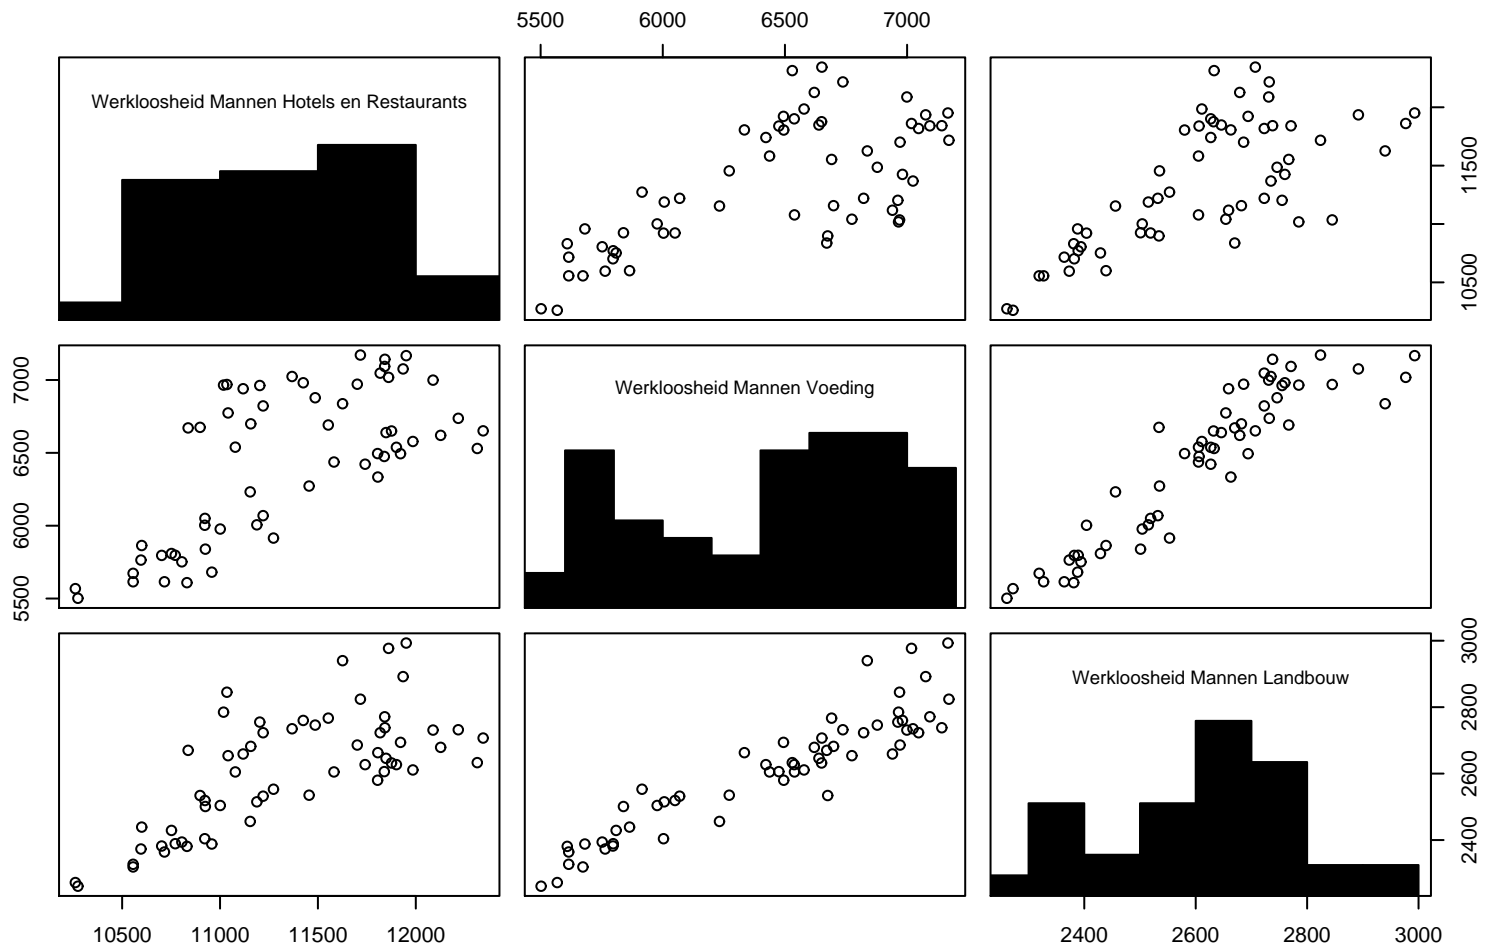 5500 6000 6500 7000
Werkloosheid Mannen Hotels en Restaurants
10500 11500
5500 6000 6500 7000
Werkloosheid Mannen Voeding
Werkloosheid Mannen Landbouw
2400 2600 2800 3000
10500 11000 11500 12000
2400 2600 2800 3000